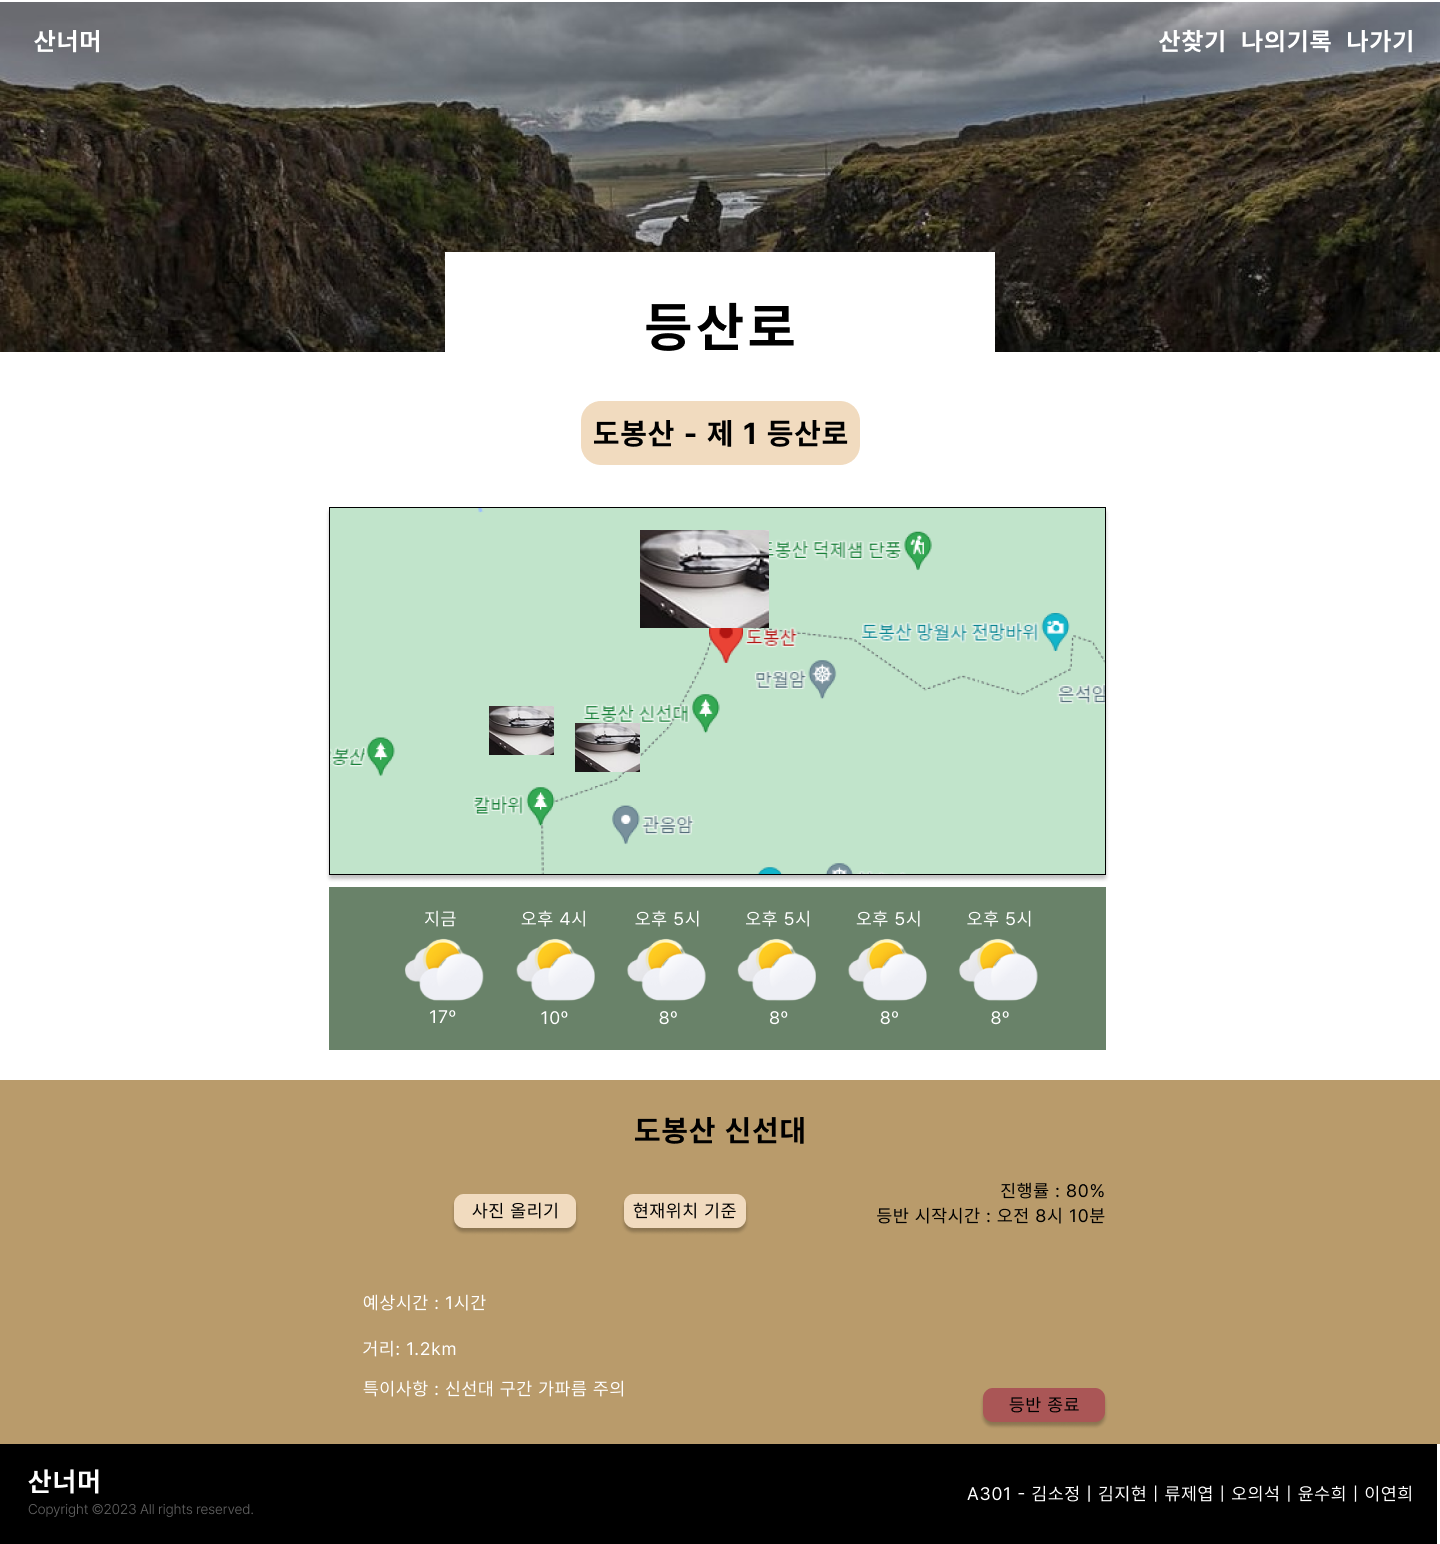 산너머
산찾기 나의기록 나가기
등산로
도봉산 - 제 1 등산로
도봉산 덕제샘 단풍
도봉산 망월사 전망바위
도봉산
만월암
은석암
도봉산 신선대
봉산
칼바위
관음암
지금 오후 4시 오후 5시 오후 5시 오후 5시 오후 5시
17° 10° 8° 8° 8° 8°
도봉산 신선대
사진 올리기
현재위치 기준
진행률 : 80%
등반 시작시간 : 오전 8시 10분
예상시간 : 1시간
거리: 1.2km
특이사항 : 신선대 구간 가파름 주의
등반 종료
산너머
Copyright ©2023 All rights reserved.
A301 - 김소정 | 김지현 | 류제엽 | 오의석 | 윤수희 | 이연희